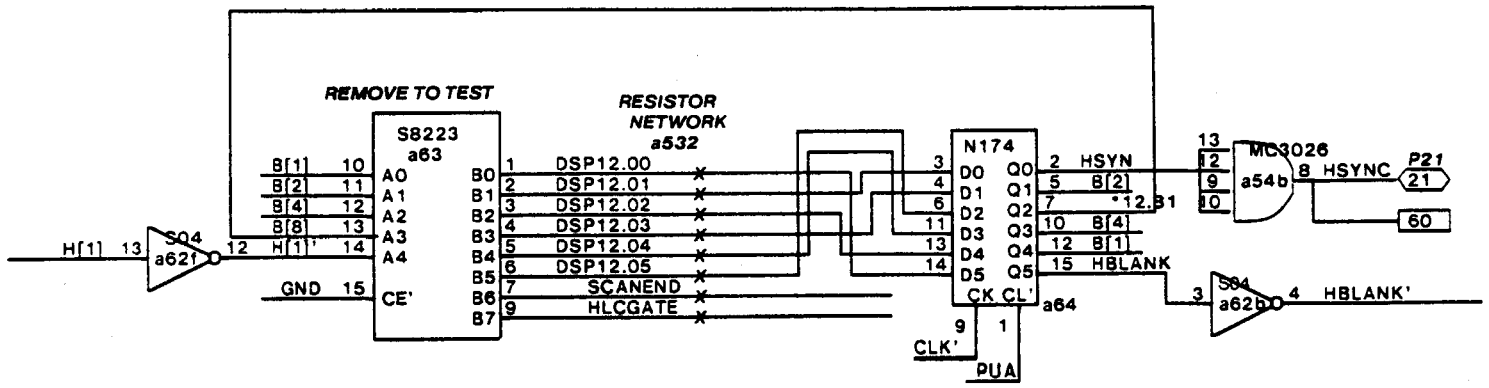 REMOVE TO TEST
RESISTOR
NETWORK
a532
S8223
a63
B[1] 10 A0
B[2] 11 A1
B[4] 12 A2
B[8] 13 A3
H[1]' 14 A4
GND 15 CE'
H[1] 13 S04 a62f 12
B0 1 DSP12.00
B1 2 DSP12.01
B2 3 DSP12.02
B3 4 DSP12.03
B4 5 DSP12.04
B5 6 DSP12.05
B6 7 SCANEND
B7 9 HLCGATE
N174
3 D0 Q0 2 HSYN
4 D1 Q1 5 B[2]
6 D2 Q2 7 *12.B1
11 D3 Q3 10 B[4]
13 D4 Q4 12 B[1]
14 D5 Q5 15 HBLANK
CK CL' a64
9 1
CLK'
PUA
13
12
9
10
MC3026
a54b
8 HSYNC
P21
21
60
S04
3 a62b 4 HBLANK'